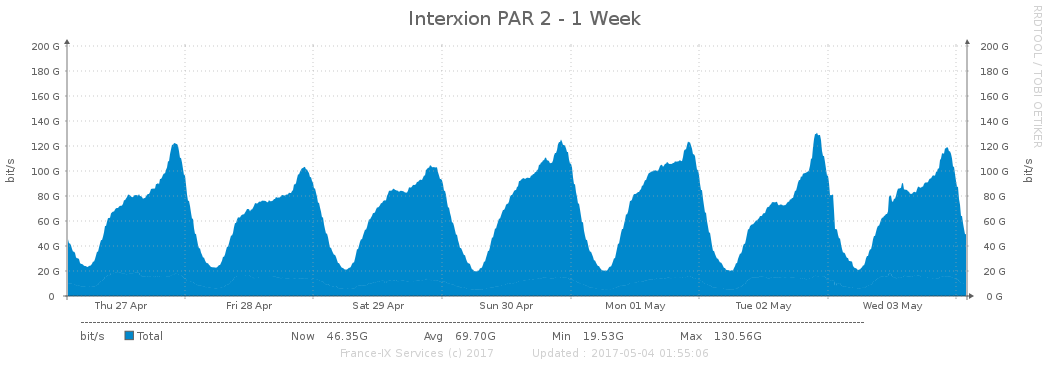 Interxion PAR 2 - 1 Week
RRDTOOL / TOBI OETIKER
200 G 200 G
180 G 180 G
160 G 160 G
140 G 140 G
120 G 120 G
100 G 100 G
80 G 80 G
60 G 60 G
40 G 40 G
20 G 20 G
0 0 G
bit/s
bit/s
Thu 27 Apr Fri 28 Apr Sat 29 Apr Sun 30 Apr Mon 01 May Tue 02 May Wed 03 May
bit/s Total Now 46.35G Avg 69.70G Min 19.53G Max 130.56G
France-IX Services (c) 2017 Updated : 2017-05-04 01:55:06